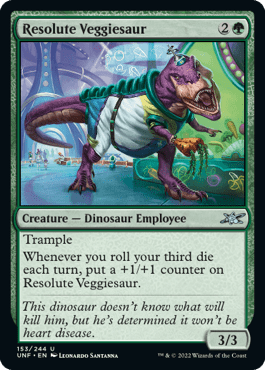 Resolute Veggiesaur 2
Creature — Dinosaur Employee
Trample
Whenever you roll your third die
each turn, put a +1/+1 counter on
Resolute Veggiesaur.
This dinosaur doesn't know what will
kill him, but he's determined it won't be
heart disease.
3/3
153/244 U
UNF • EN Leonardo Santanna
™ & © 2022 Wizards of the Coast